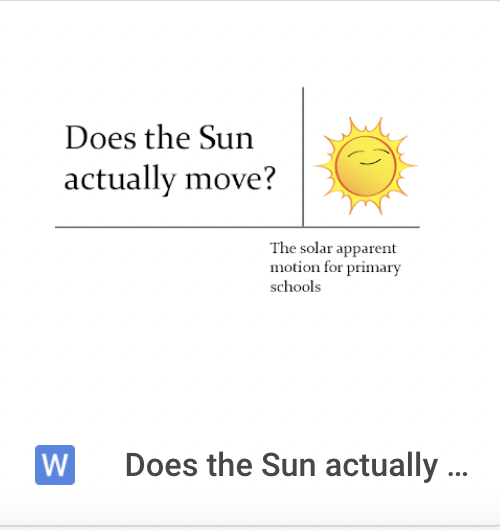 Does the Sun
actually move?
The solar apparent
motion for primary
schools
W
Does the Sun actually ...